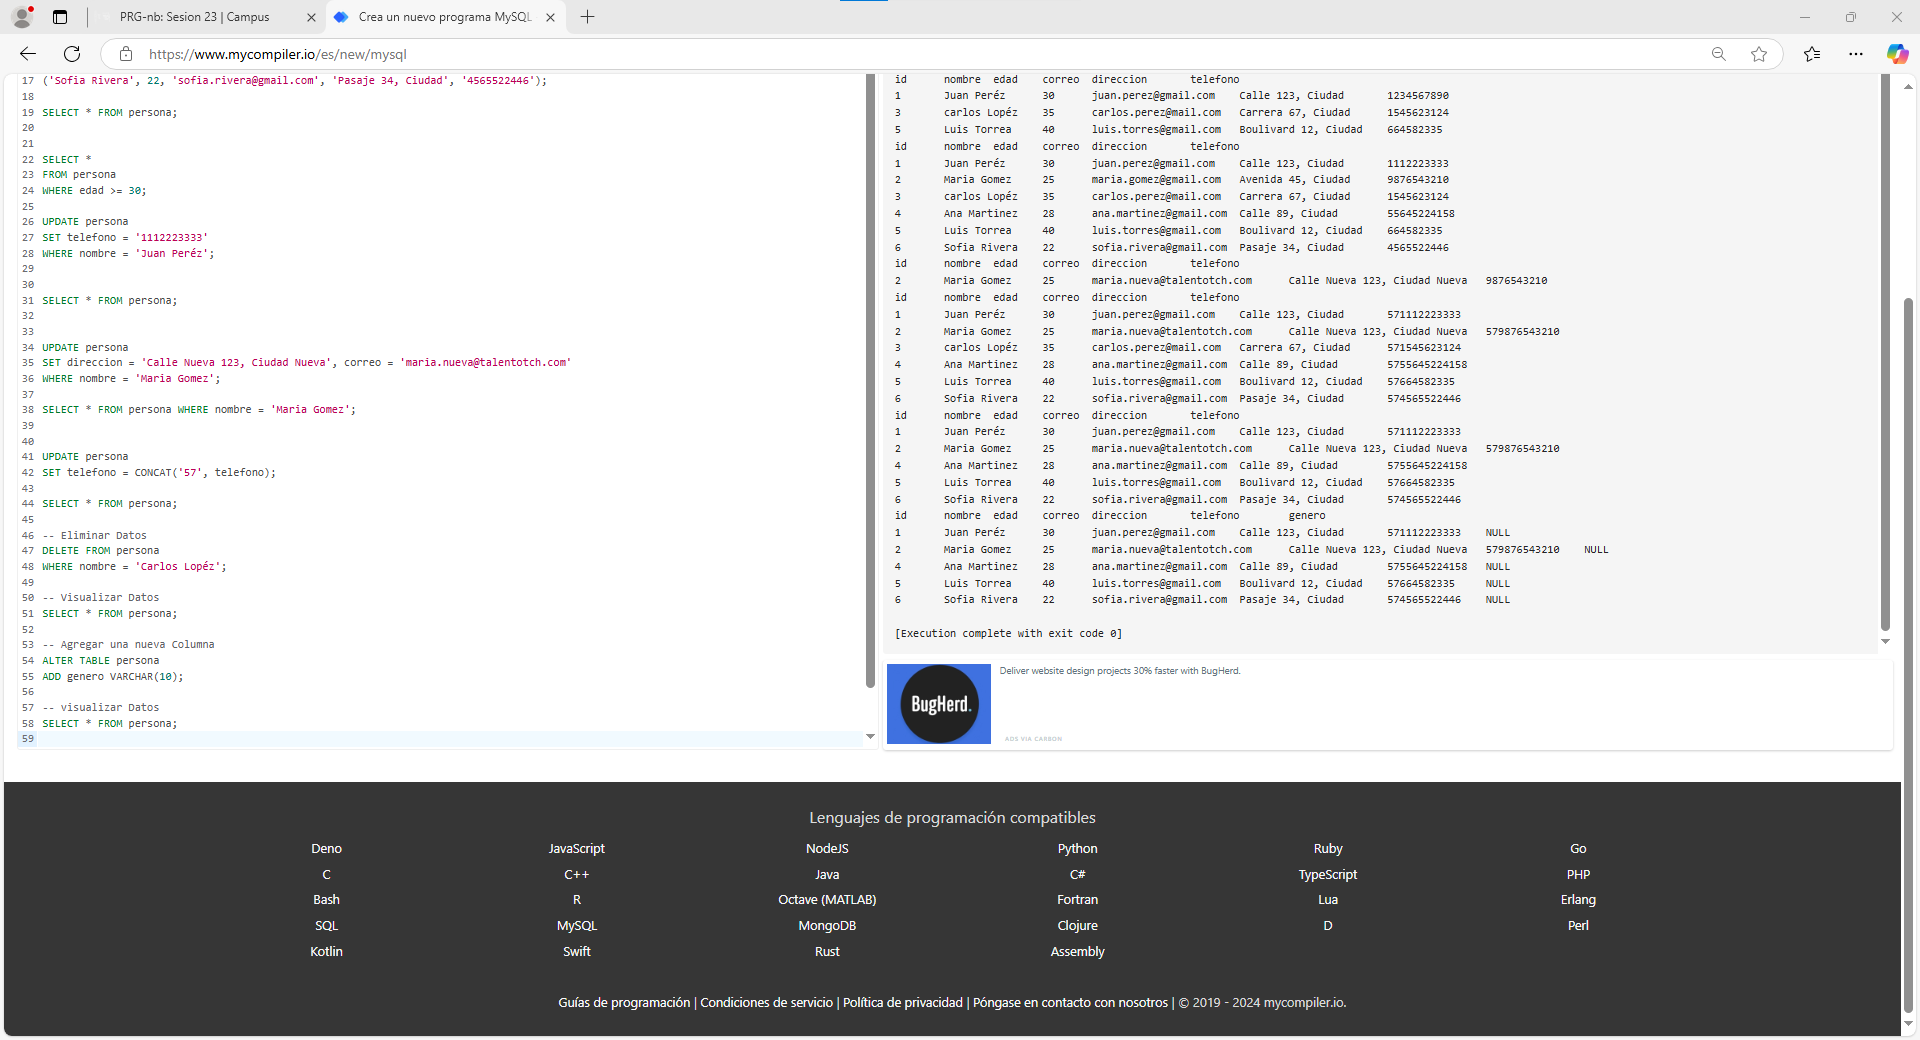 PRG-nb: Sesion 23 | Campus
Crea un nuevo programa MySQL
https://www.mycompiler.io/es/new/mysql
17 ('Sofia Rivera', 22, 'sofia.rivera@gmail.com', 'Pasaje 34, Ciudad', '4565522446');
18
19 SELECT * FROM persona;
20
21
22 SELECT *
23 FROM persona
24 WHERE edad >= 30;
25
26 UPDATE persona
27 SET telefono = '1112223333'
28 WHERE nombre = 'Juan Peréz';
29
30
31 SELECT * FROM persona;
32
33
34 UPDATE persona
35 SET direccion = 'Calle Nueva 123, Ciudad Nueva', correo = 'maria.nueva@talentotch.com'
36 WHERE nombre = 'Maria Gomez';
37
38 SELECT * FROM persona WHERE nombre = 'Maria Gomez';
39
40
41 UPDATE persona
42 SET telefono = CONCAT('57', telefono);
43
44 SELECT * FROM persona;
45
46 -- Eliminar Datos
47 DELETE FROM persona
48 WHERE nombre = 'Carlos Lopéz';
49
50 -- Visualizar Datos
51 SELECT * FROM persona;
52
53 -- Agregar una nueva Columna
54 ALTER TABLE persona
55 ADD genero VARCHAR(10);
56
57 -- visualizar Datos
58 SELECT * FROM persona;
59
id nombre edad correo direccion telefono
1 Juan Peréz 30 juan.perez@gmail.com Calle 123, Ciudad 1234567890
3 carlos Lopéz 35 carlos.perez@mail.com Carrera 67, Ciudad 1545623124
5 Luis Torrea 40 luis.torres@gmail.com Boulivard 12, Ciudad 664582335
id nombre edad correo direccion telefono
1 Juan Peréz 30 juan.perez@gmail.com Calle 123, Ciudad 1112223333
2 Maria Gomez 25 maria.gomez@gmail.com Avenida 45, Ciudad 9876543210
3 carlos Lopéz 35 carlos.perez@mail.com Carrera 67, Ciudad 1545623124
4 Ana Martinez 28 ana.martinez@gmail.com Calle 89, Ciudad 55645224158
5 Luis Torrea 40 luis.torres@gmail.com Boulivard 12, Ciudad 664582335
6 Sofia Rivera 22 sofia.rivera@gmail.com Pasaje 34, Ciudad 4565522446
id nombre edad correo direccion telefono
2 Maria Gomez 25 maria.nueva@talentotch.com Calle Nueva 123, Ciudad Nueva 9876543210
id nombre edad correo direccion telefono
1 Juan Peréz 30 juan.perez@gmail.com Calle 123, Ciudad 571112223333
2 Maria Gomez 25 maria.nueva@talentotch.com Calle Nueva 123, Ciudad Nueva 579876543210
3 carlos Lopéz 35 carlos.perez@mail.com Carrera 67, Ciudad 571545623124
4 Ana Martinez 28 ana.martinez@gmail.com Calle 89, Ciudad 5755645224158
5 Luis Torrea 40 luis.torres@gmail.com Boulivard 12, Ciudad 57664582335
6 Sofia Rivera 22 sofia.rivera@gmail.com Pasaje 34, Ciudad 574565522446
id nombre edad correo direccion telefono
1 Juan Peréz 30 juan.perez@gmail.com Calle 123, Ciudad 571112223333
2 Maria Gomez 25 maria.nueva@talentotch.com Calle Nueva 123, Ciudad Nueva 579876543210
4 Ana Martinez 28 ana.martinez@gmail.com Calle 89, Ciudad 5755645224158
5 Luis Torrea 40 luis.torres@gmail.com Boulivard 12, Ciudad 57664582335
6 Sofia Rivera 22 sofia.rivera@gmail.com Pasaje 34, Ciudad 574565522446
id nombre edad correo direccion telefono genero
1 Juan Peréz 30 juan.perez@gmail.com Calle 123, Ciudad 571112223333 NULL
2 Maria Gomez 25 maria.nueva@talentotch.com Calle Nueva 123, Ciudad Nueva 579876543210 NULL
4 Ana Martinez 28 ana.martinez@gmail.com Calle 89, Ciudad 5755645224158 NULL
5 Luis Torrea 40 luis.torres@gmail.com Boulivard 12, Ciudad 57664582335 NULL
6 Sofia Rivera 22 sofia.rivera@gmail.com Pasaje 34, Ciudad 574565522446 NULL
[Execution complete with exit code 0]
BugHerd.
Deliver website design projects 30% faster with BugHerd.
ADS VIA CARBON
Lenguajes de programación compatibles
Deno JavaScript NodeJS Python Ruby Go
C C++ Java C# TypeScript PHP
Bash R Octave (MATLAB) Fortran Lua Erlang
SQL MySQL MongoDB Clojure D Perl
Kotlin Swift Rust Assembly
Guías de programación | Condiciones de servicio | Política de privacidad | Póngase en contacto con nosotros | © 2019 - 2024 mycompiler.io.